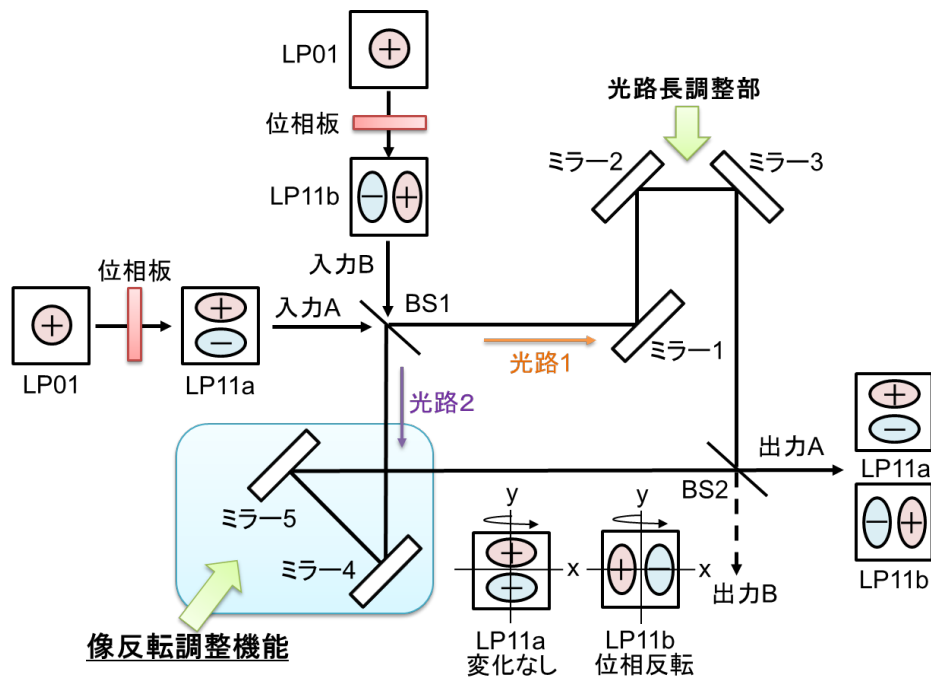 LP01
+
位相板
LP11b
−
+
入力B
光路長調整部
ミラー2
ミラー3
位相板
+
LP01
+
−
LP11a
入力A
BS1
ミラー1
光路1
光路2
ミラー5
ミラー4
像反転調整機能
BS2
出力A
出力B
+
−
LP11a
−
+
LP11b
y
x
+
−
LP11a
変化なし
y
x
+
−
LP11b
位相反転